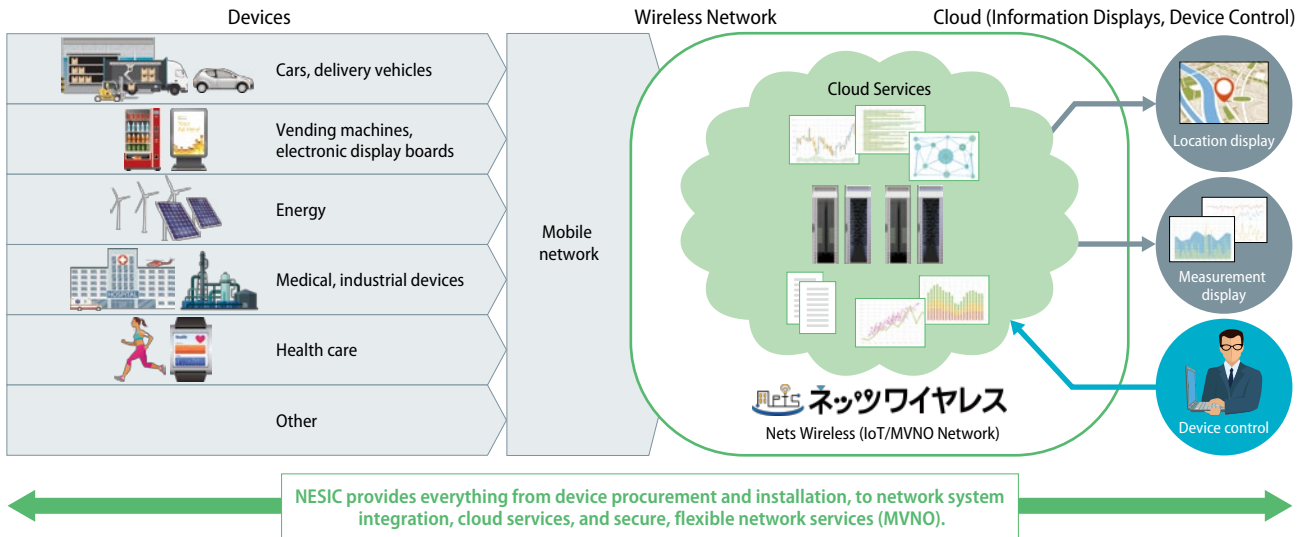 Devices
Wireless Network
Cloud (Information Displays, Device Control)
Cars, delivery vehicles
Vending machines,
electronic display boards
Energy
HOSPITAL
Medical, industrial devices
Health care
Other
Mobile
network
Cloud Services
Nets ネッツワイヤレス
Nets Wireless (IoT/MVNO Network)
Location display
Measurement
display
Device control
NESIC provides everything from device procurement and installation, to network system
integration, cloud services, and secure, flexible network services (MVNO).